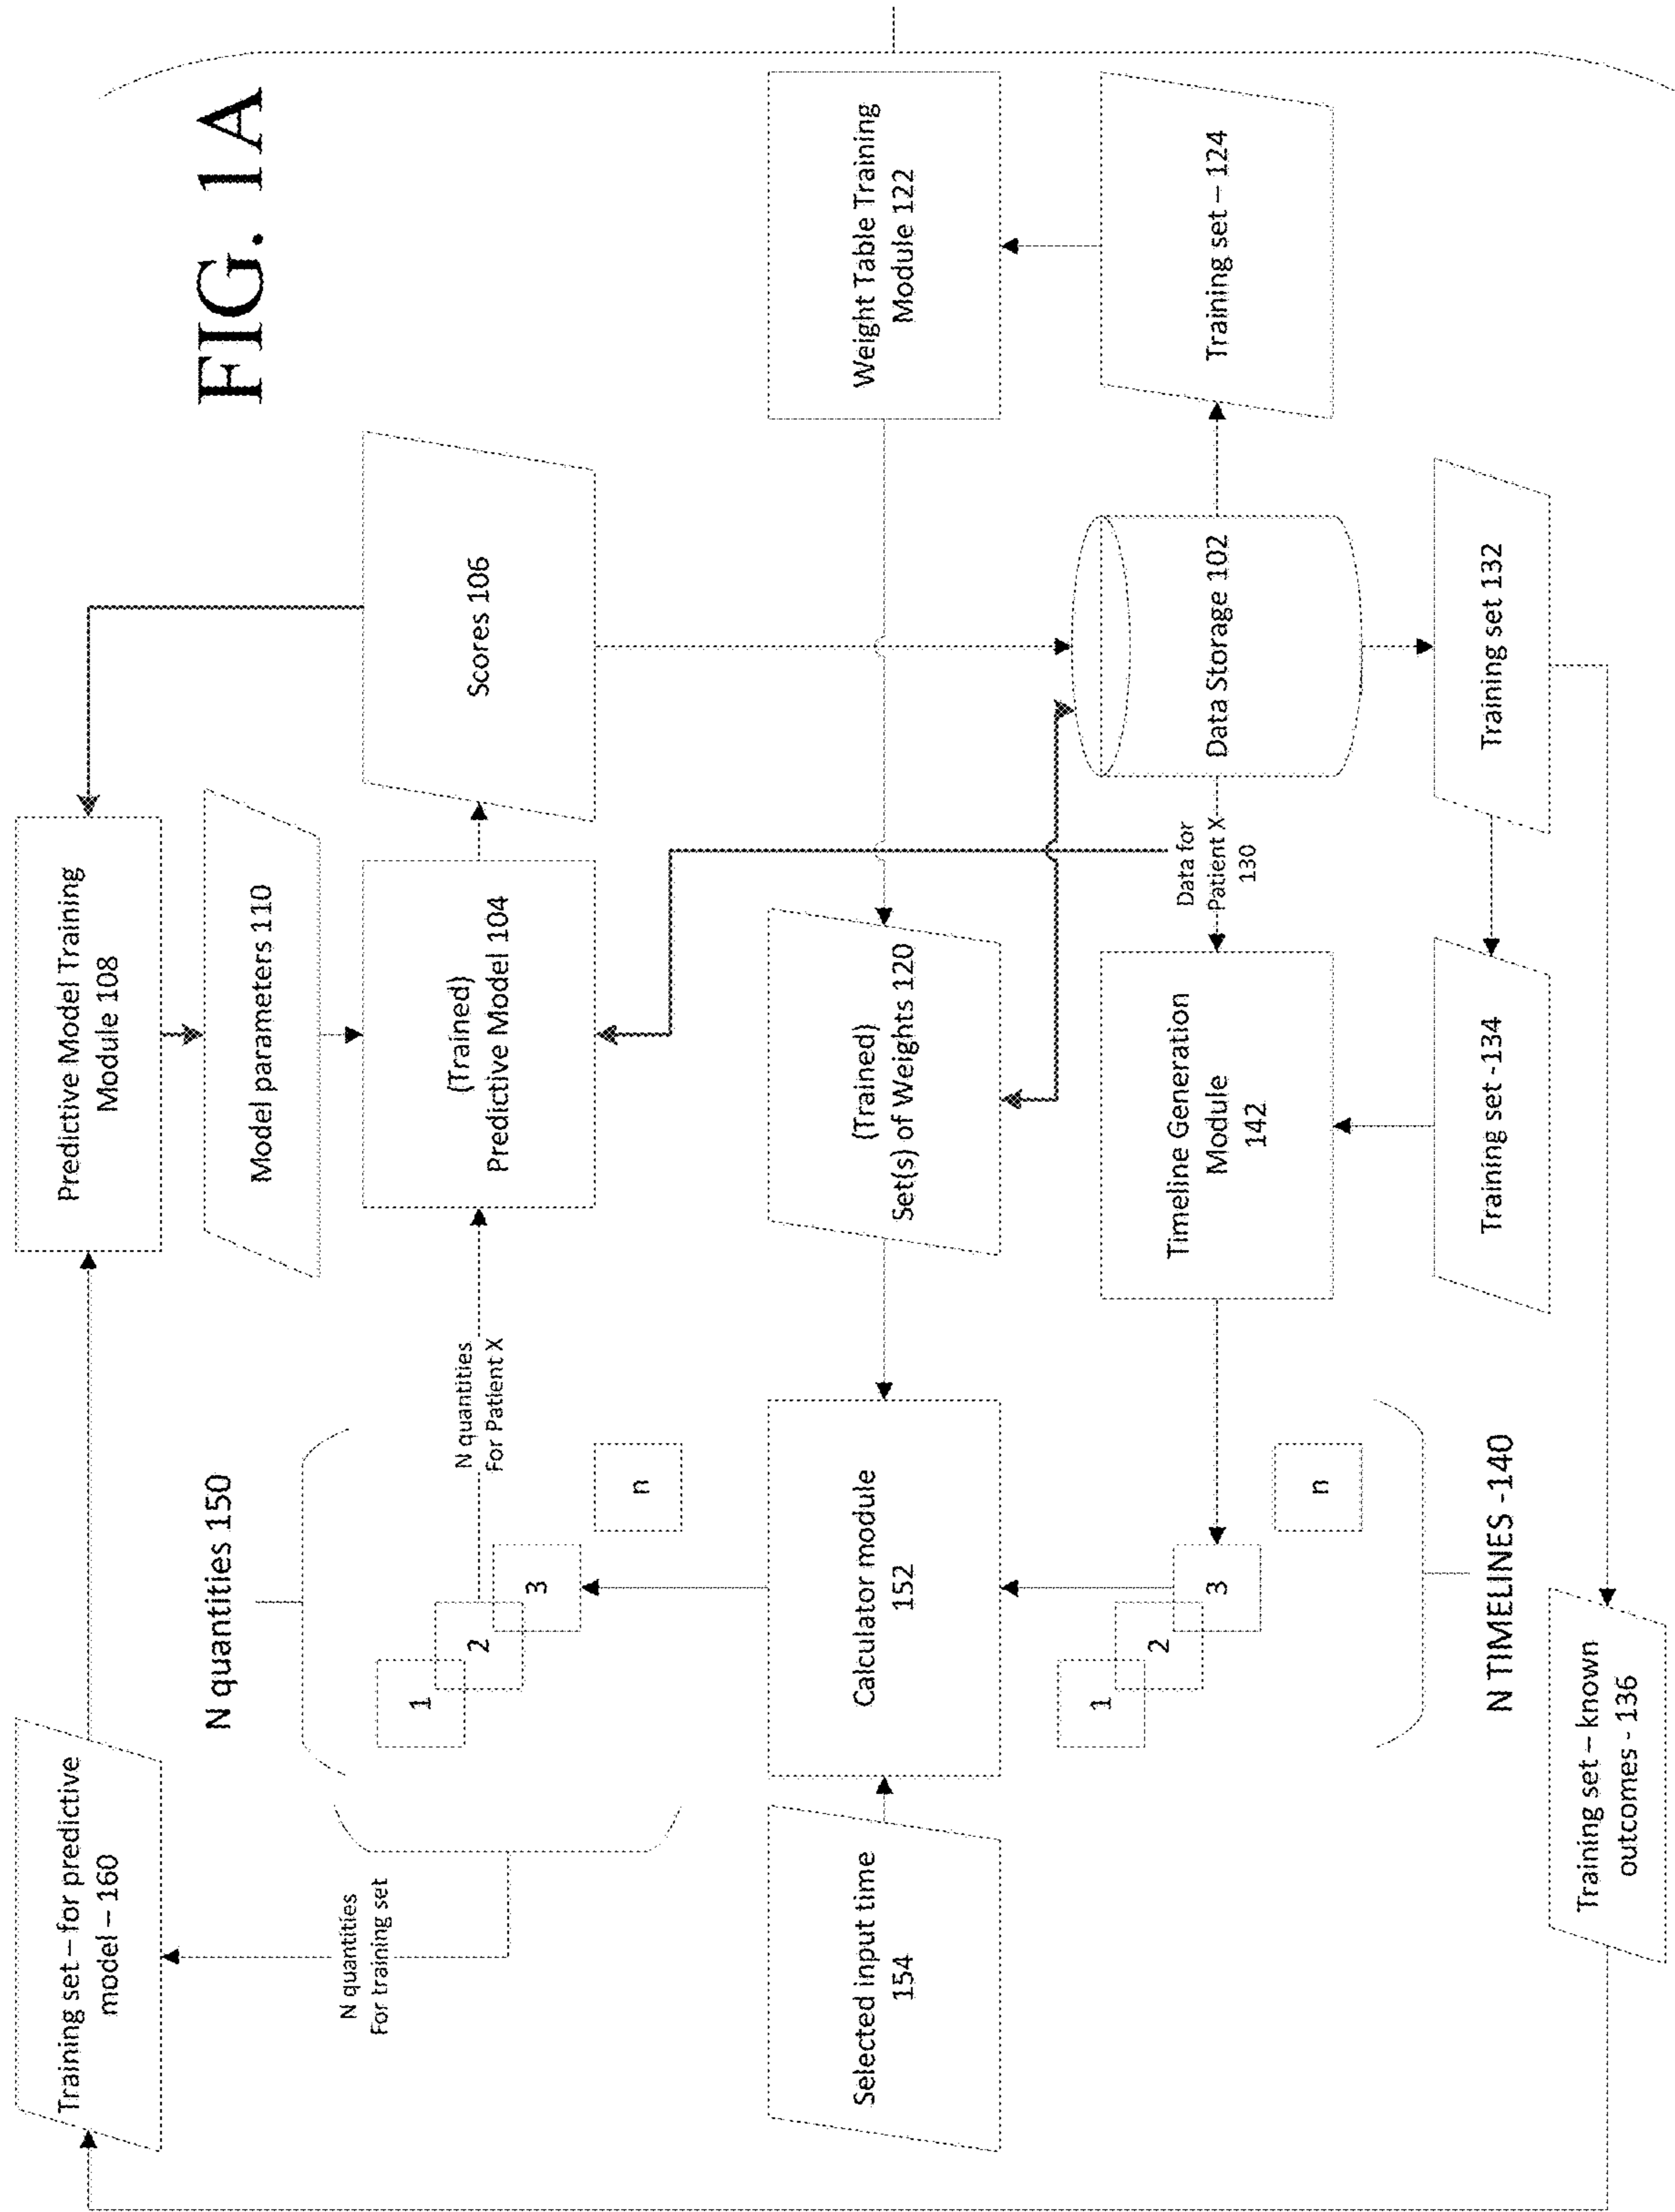 FIG. 1A
Training set – for predictive
model – 160
Predictive Model Training
Module 108
N quantities 150
Model parameters 110
N quantities
For training set
1
2
3
n
N quantities
For Patient X
{Trained}
Predictive Model 104
Scores 106
Selected input time
154
Calculator module
152
{Trained}
Set(s) of Weights 120
Weight Table Training
Module 122
1
2
3
n
Timeline Generation
Module
142
Data for
Patient X
130
Data Storage 102
Training set – 124
N TIMELINES -140
Training set -134
Training set 132
Training set – known
outcomes - 136